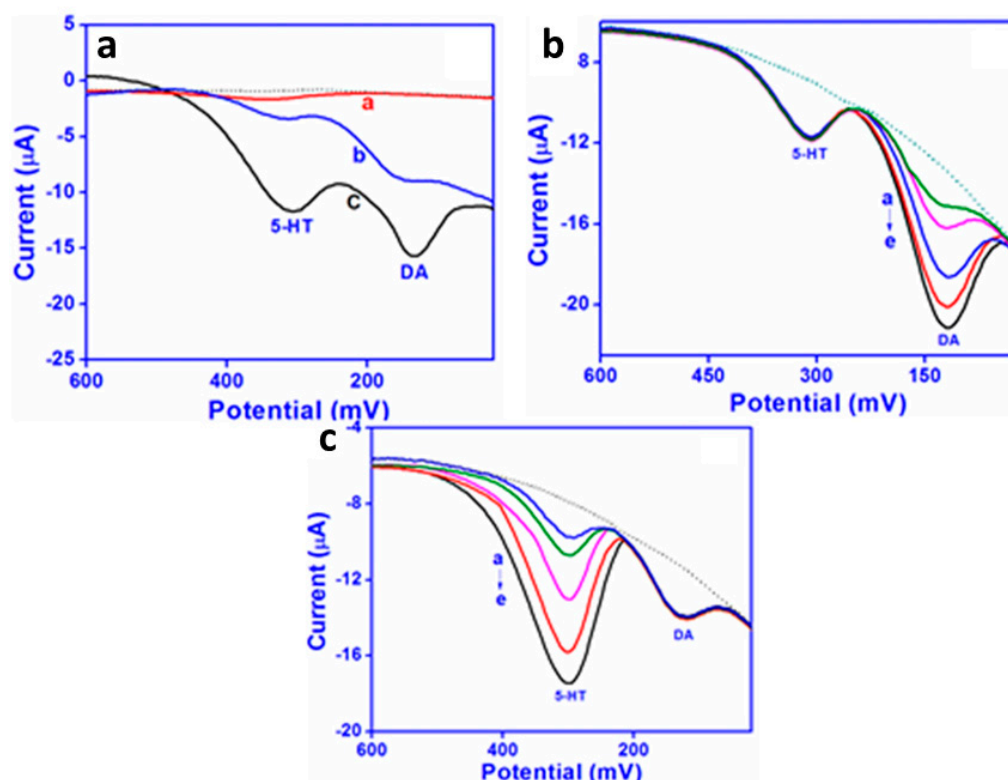 a
5
0
-5
-10
-15
-20
-25
Current (μA)
a
b
C
5-HT
DA
600
400
200
Potential (mV)
b
8
-12
-16
-20
Current (μA)
5-HT
a
e
DA
600
450
300
150
Potential (mV)
c
-4
-8
-12
-16
-20
Current (μA)
a
e
5-HT
DA
600
400
200
Potential (mV)